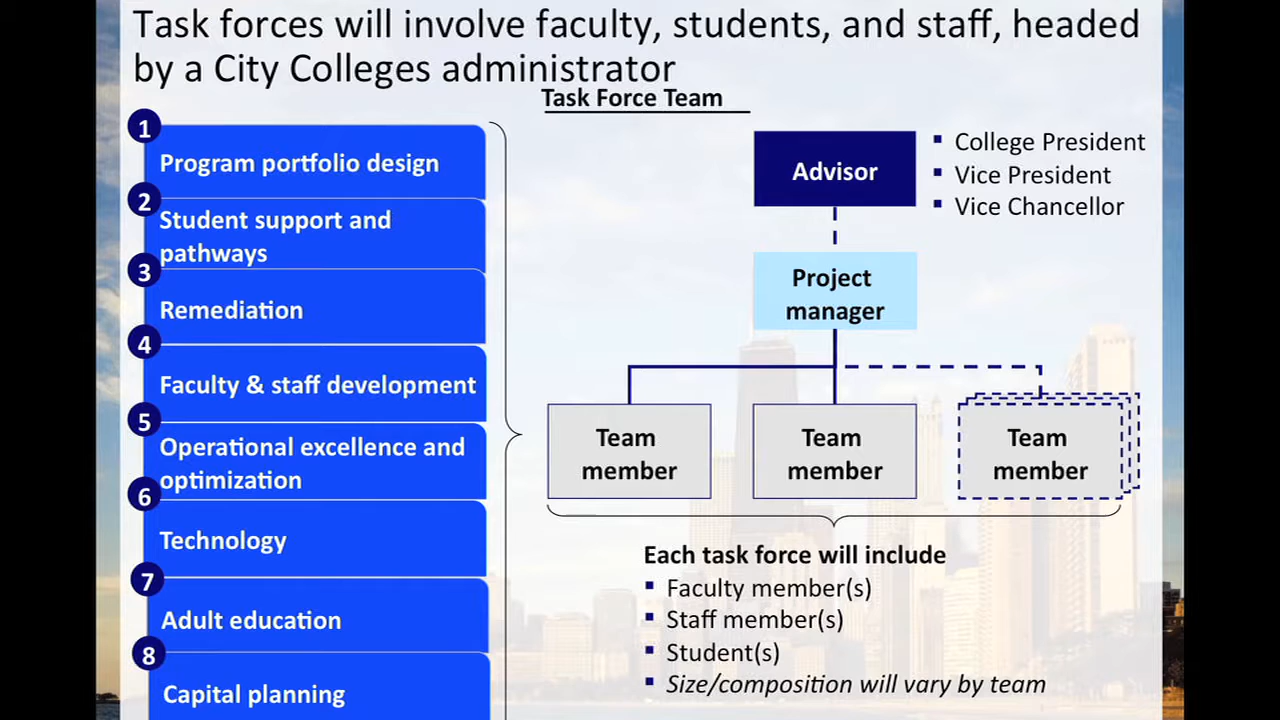 Task forces will involve faculty, students, and staff, headed
by a City Colleges administrator
Task Force Team
1
Program portfolio design
2
Student support and
pathways
3
Remediation
4
Faculty & staff development
5
Operational excellence and
optimization
6
Technology
7
Adult education
8
Capital planning
Advisor
▪ College President
▪ Vice President
▪ Vice Chancellor
Project
manager
Team
member
Team
member
Team
member
Each task force will include
▪ Faculty member(s)
▪ Staff member(s)
▪ Student(s)
▪ Size/composition will vary by team